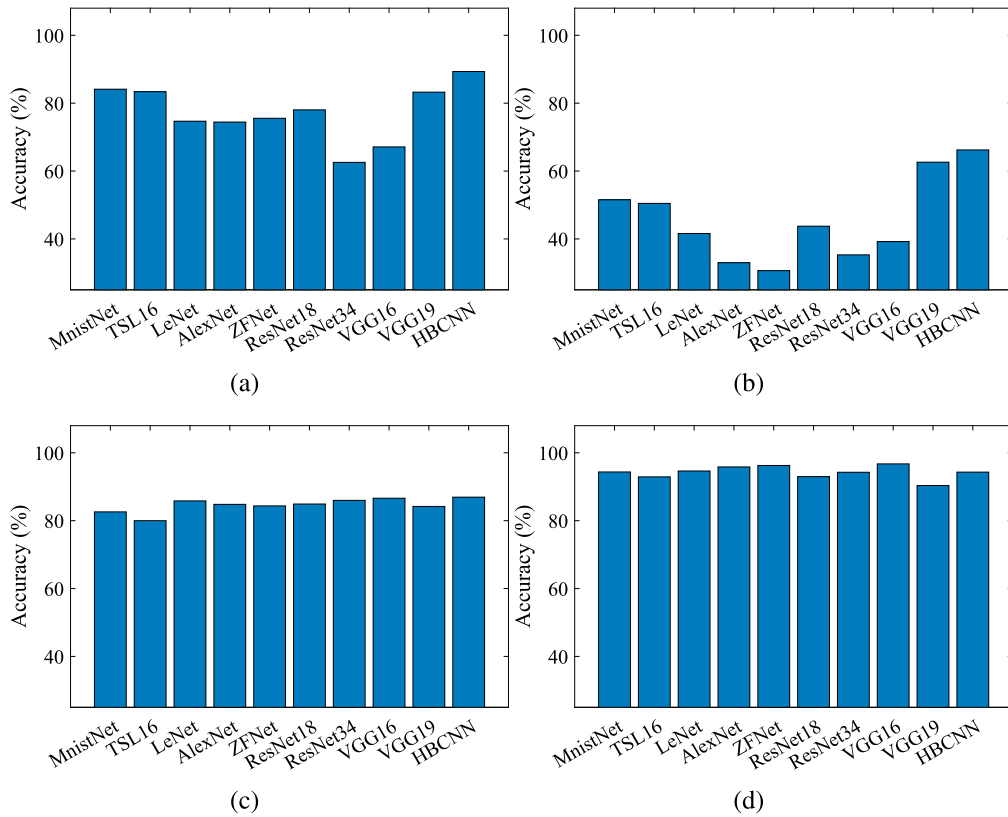 100
80
60
40
Accuracy (%)
MnistNet
TSL16
LeNet
AlexNet
ZFNet
ResNet18
ResNet34
VGG16
VGG19
HBCNN
(a)
100
80
60
40
Accuracy (%)
MnistNet
TSL16
LeNet
AlexNet
ZFNet
ResNet18
ResNet34
VGG16
VGG19
HBCNN
(b)
100
80
60
40
Accuracy (%)
MnistNet
TSL16
LeNet
AlexNet
ZFNet
ResNet18
ResNet34
VGG16
VGG19
HBCNN
(c)
100
80
60
40
Accuracy (%)
MnistNet
TSL16
LeNet
AlexNet
ZFNet
ResNet18
ResNet34
VGG16
VGG19
HBCNN
(d)